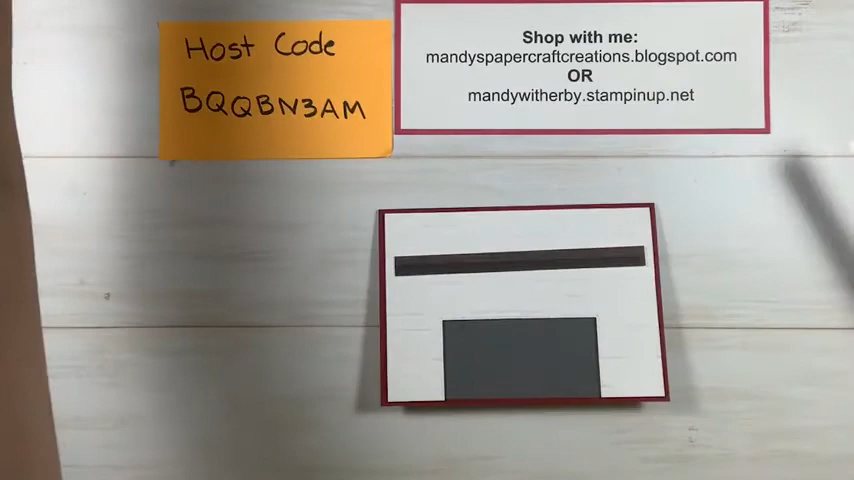 Host Code
BQQBN3AM
Shop with me:
mandyspapercraftcreations.blogspot.com
OR
mandywitherby.stampinup.net